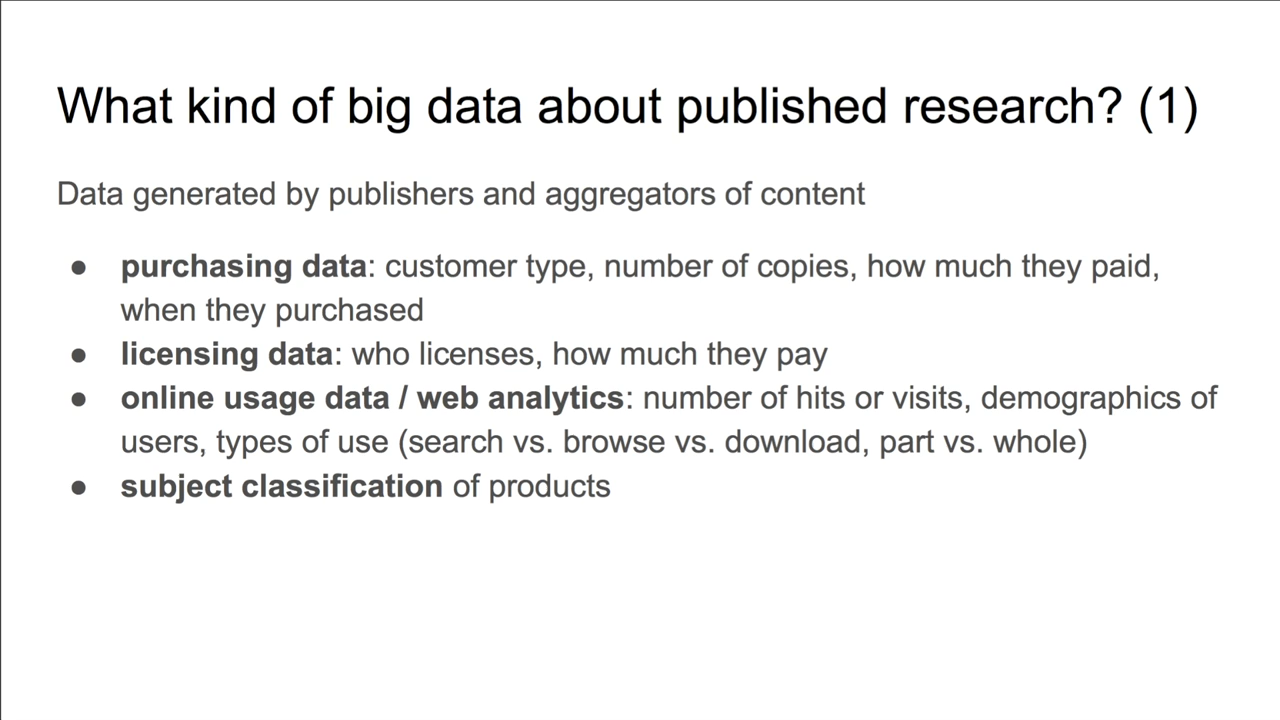 What kind of big data about published research? (1)
Data generated by publishers and aggregators of content
● purchasing data: customer type, number of copies, how much they paid,
when they purchased
● licensing data: who licenses, how much they pay
● online usage data / web analytics: number of hits or visits, demographics of
users, types of use (search vs. browse vs. download, part vs. whole)
● subject classification of products